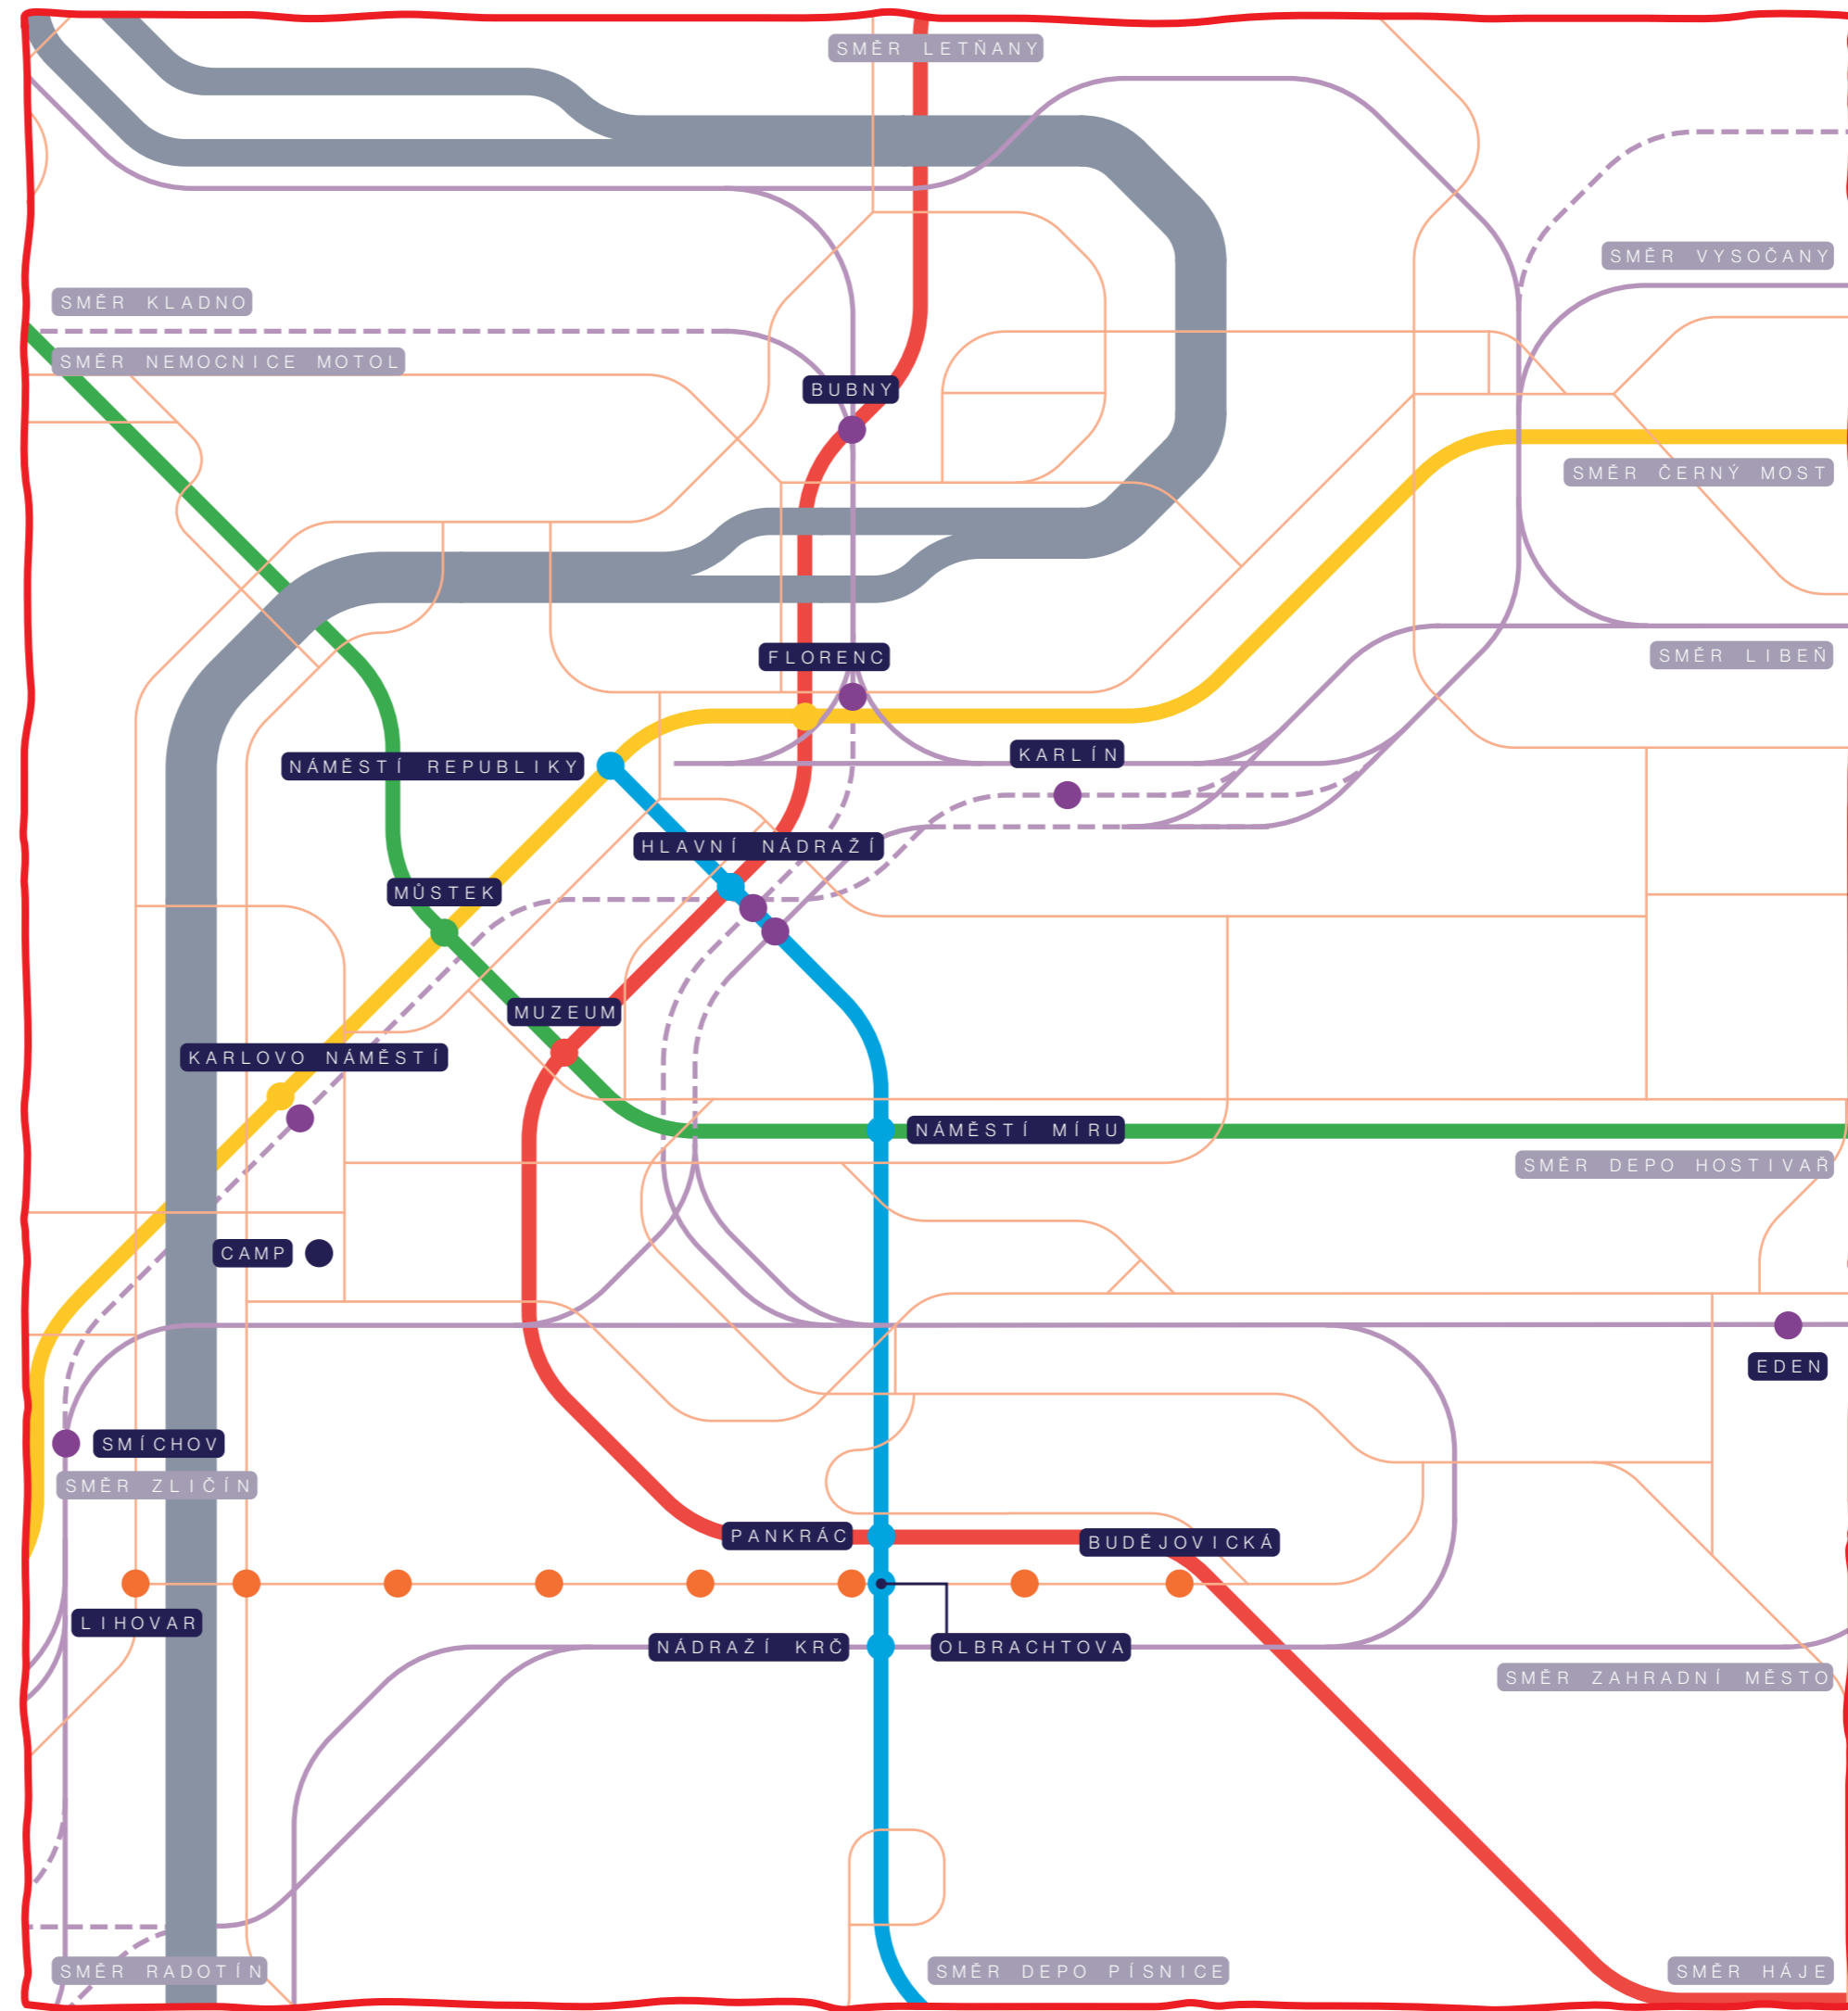 SMĚR LETŇANY
SMĚR VYSOČANY
SMĚR KLADNO
SMĚR NEMOCNICE MOTOL
BUBNY
SMĚR ČERNÝ MOST
FLORENC
SMĚR LIBEŇ
KARLÍN
NÁMĚSTÍ REPUBLIKY
HLAVNÍ NÁDRAŽÍ
MŮSTEK
MUZEUM
KARLOVO NÁMĚSTÍ
NÁMĚSTÍ MÍRU
SMĚR DEPO HOSTIVAŘ
CAMP
EDEN
SMÍCHOV
SMĚR ZLIČÍN
PANKRÁC
BUDĚJOVICKÁ
LIHOVAR
NÁDRAŽÍ KRČ
OLBRACHTOVA
SMĚR ZAHRADNÍ MĚSTO
SMĚR RADOTÍN
SMĚR DEPO PÍSNICE
SMĚR HÁJE